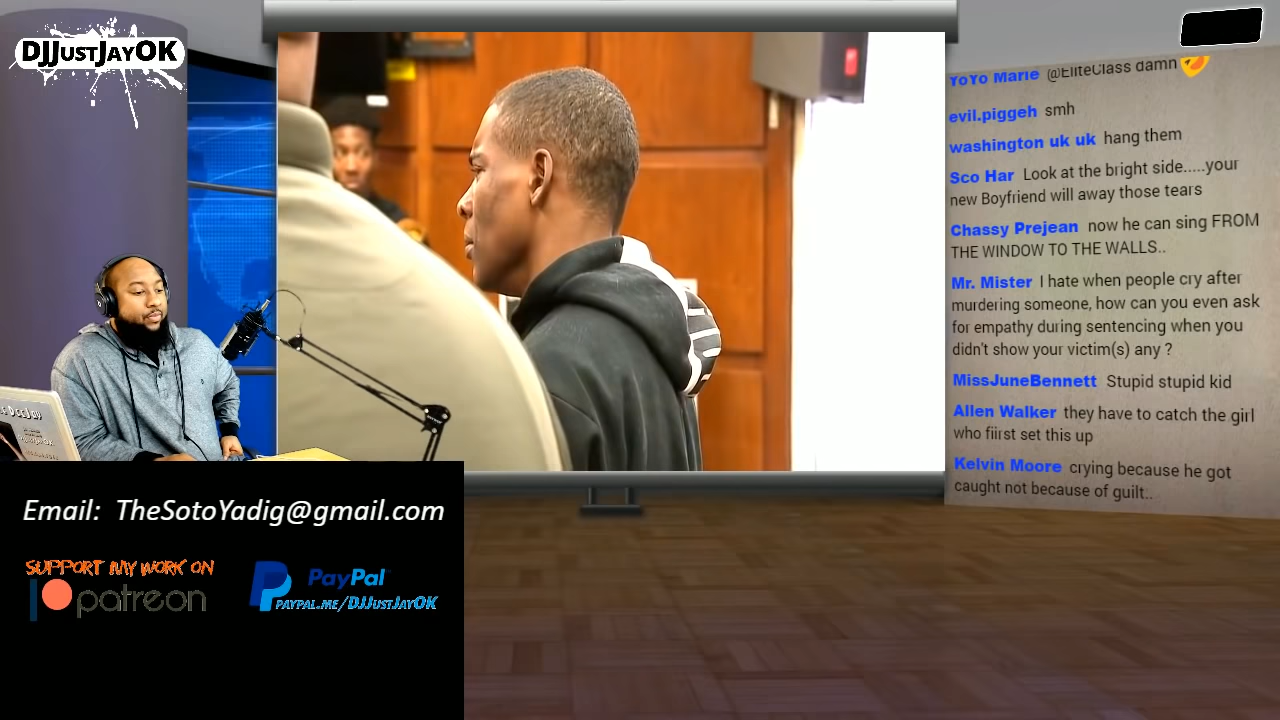 DJJustJayOK
YoYo Marie @EliteClass damn
evil.piggeh smh
washington uk uk hang them
Sco Har Look at the bright side.....your
new Boyfriend will away those tears
Chassy Prejean now he can sing FROM
THE WINDOW TO THE WALLS..
Mr. Mister I hate when people cry after
murdering someone, how can you even ask
for empathy during sentencing when you
didn't show your victim(s) any ?
MissJuneBennett Stupid stupid kid
Allen Walker they have to catch the girl
who fiirst set this up
Kelvin Moore crying because he got
caught not because of guilt..
Email: TheSotoYadig@gmail.com
SUPPORT MY WORK ON
patreon
PayPal
PAYPAL.ME/DJJUSTJAYOK